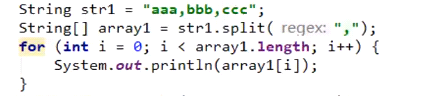 String str1 = "aaa,bbb,ccc";
String[] array1 = str1.split( regex: ",");
for (int i = 0; i < array1.length; i++) {
System.out.println(array1[i]);
}